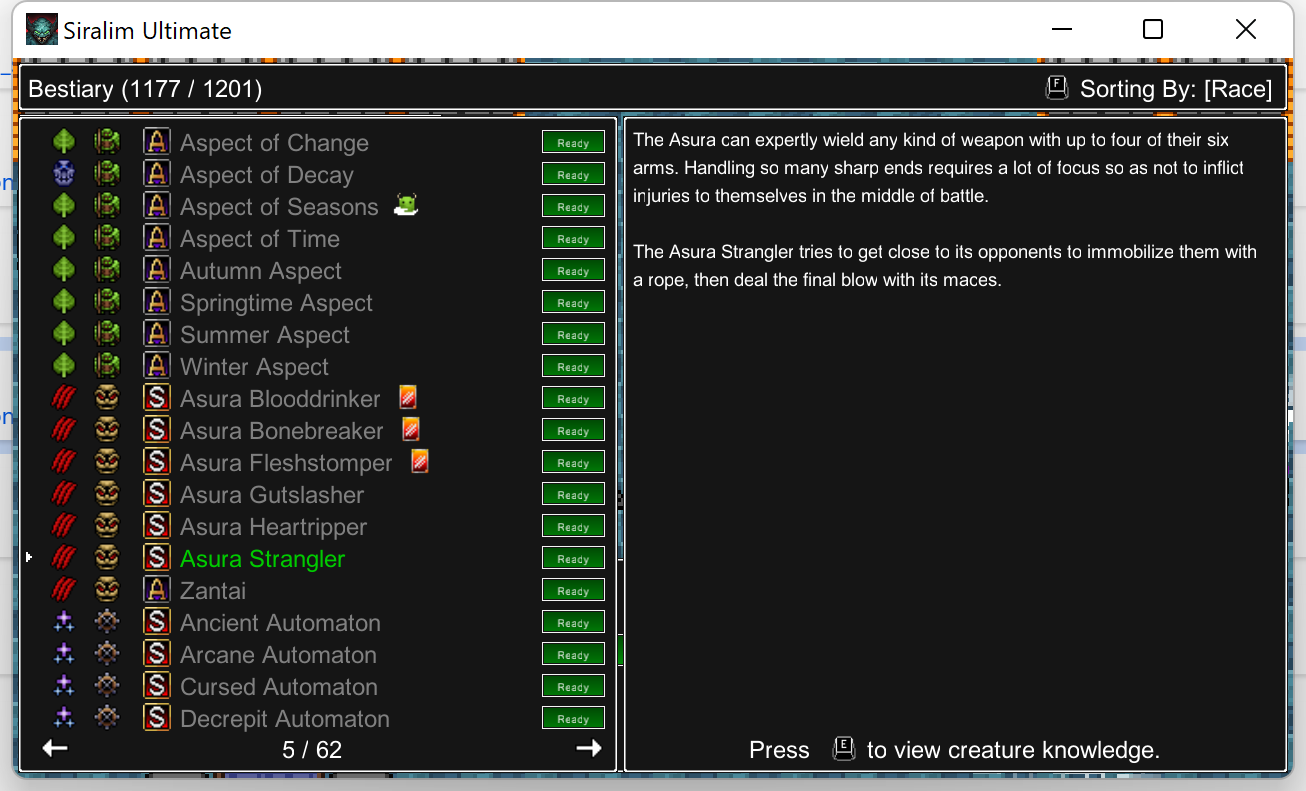 Siralim Ultimate
Bestiary (1177 / 1201)
F Sorting By: [Race]
A Aspect of Change Ready
A Aspect of Decay Ready
A Aspect of Seasons Ready
A Aspect of Time Ready
A Autumn Aspect Ready
A Springtime Aspect Ready
A Summer Aspect Ready
A Winter Aspect Ready
S Asura Blooddrinker Ready
S Asura Bonebreaker Ready
S Asura Fleshstomper Ready
S Asura Gutslasher Ready
S Asura Heartripper Ready
S Asura Strangler Ready
A Zantai Ready
S Ancient Automaton Ready
S Arcane Automaton Ready
S Cursed Automaton Ready
S Decrepit Automaton Ready
5 / 62
The Asura can expertly wield any kind of weapon with up to four of their six
arms. Handling so many sharp ends requires a lot of focus so as not to inflict
injuries to themselves in the middle of battle.
The Asura Strangler tries to get close to its opponents to immobilize them with
a rope, then deal the final blow with its maces.
Press E to view creature knowledge.